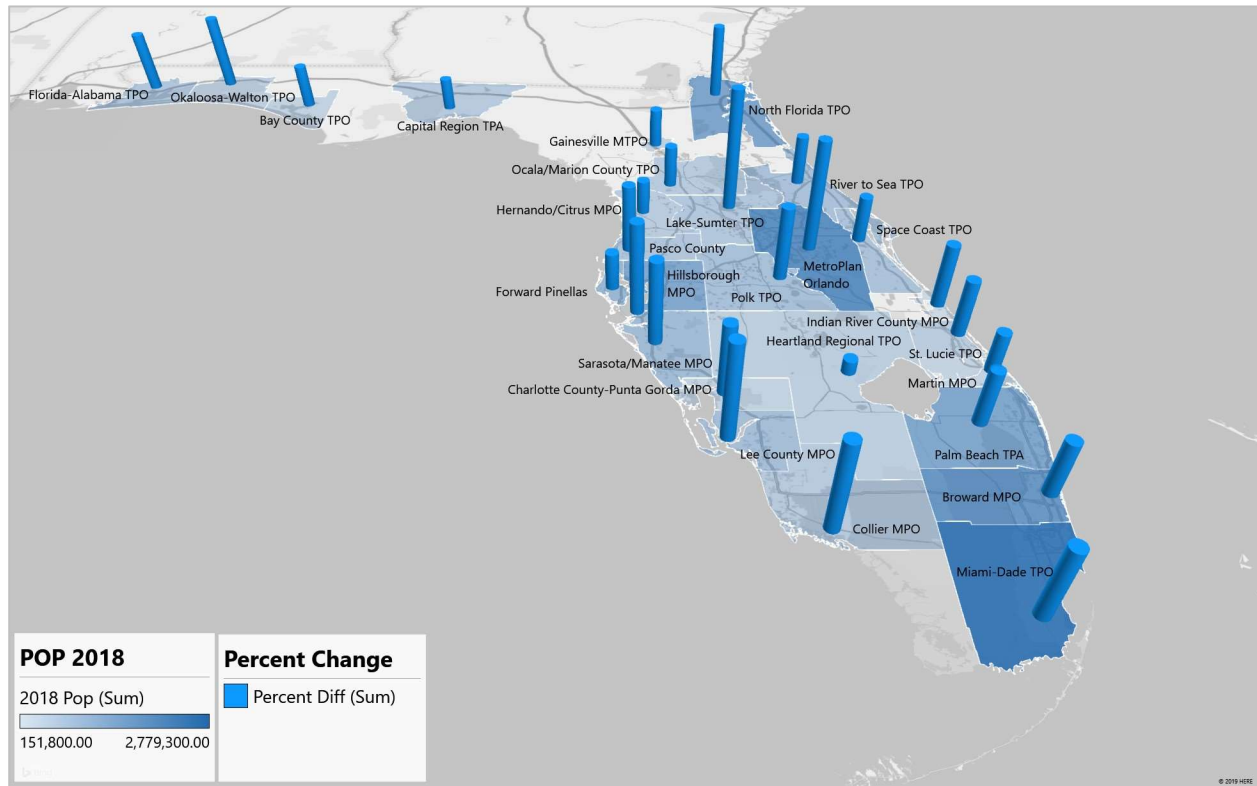 Florida-Alabama TPO
Okaloosa-Walton TPO
Bay County TPO
Capital Region TPA
North Florida TPO
Gainesville MTPO
Ocala/Marion County TPO
River to Sea TPO
Hernando/Citrus MPO
Lake-Sumter TPO
Space Coast TPO
Pasco County
MetroPlan
Orlando
Hillsborough
MPO
Forward Pinellas
Polk TPO
Indian River County MPO
Heartland Regional TPO
St. Lucie TPO
Sarasota/Manatee MPO
Martin MPO
Charlotte County-Punta Gorda MPO
Lee County MPO
Palm Beach TPA
Broward MPO
Collier MPO
Miami-Dade TPO
POP 2018
2018 Pop (Sum)
151,800.00 2,779,300.00
Percent Change
Percent Diff (Sum)
© 2019 HERE